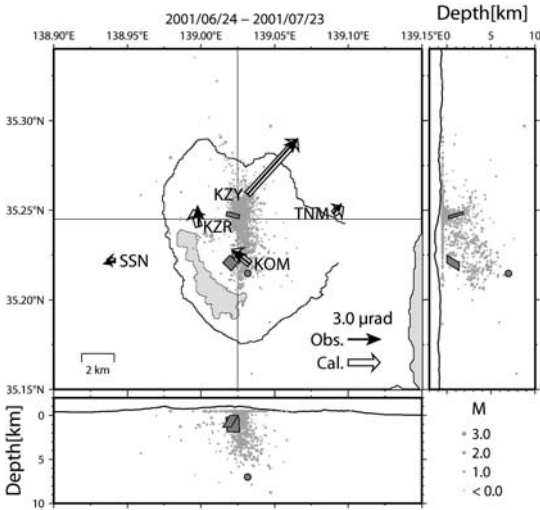 2001/06/24 – 2001/07/23
138.90°E 138.95°E 139.00°E 139.05°E 139.10°E 139.15°E
Depth[km]
0 5 10
35.30°N
35.25°N
35.20°N
35.15°N
KZY
TNM
KZR
SSN
KOM
3.0 µrad
Obs.
Cal.
2 km
Depth[km]
0
5
10
M
3.0
2.0
1.0
< 0.0